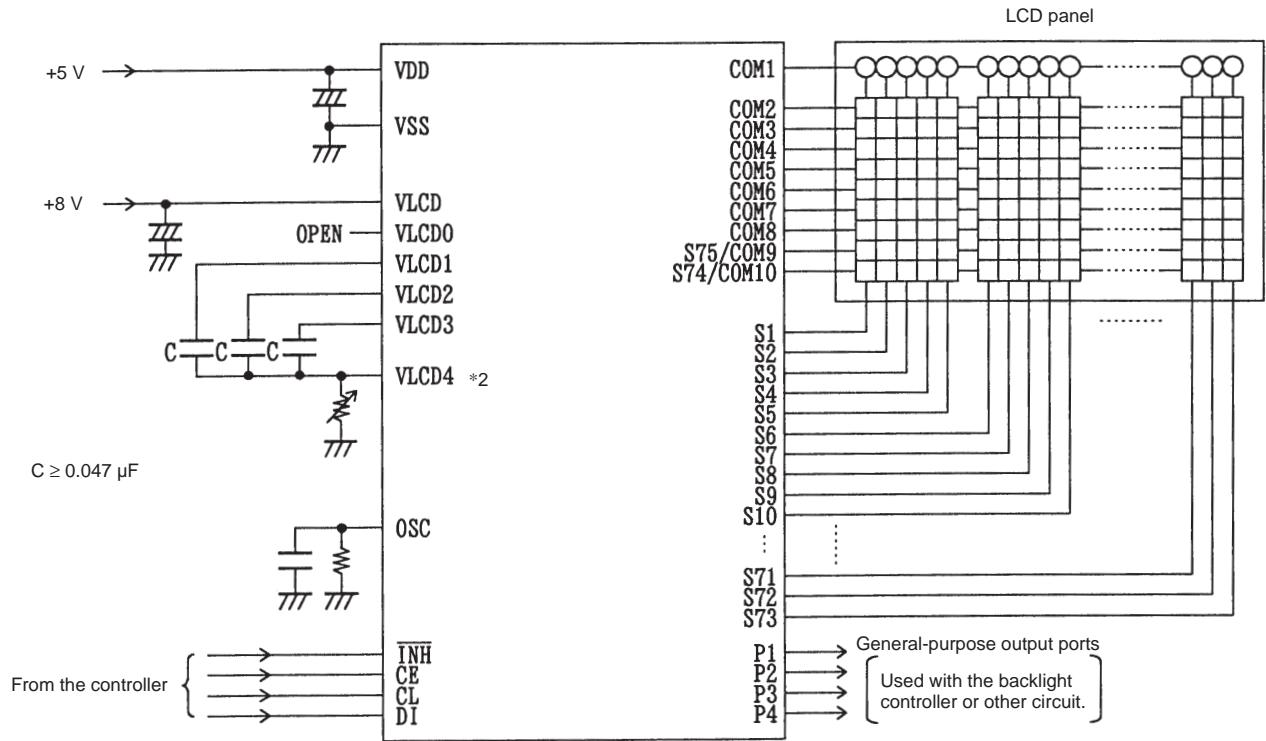 LCD panel
+5 V
VDD
VSS
+8 V
VLCD
OPEN
VLCD0
VLCD1
VLCD2
VLCD3
C
C
C
VLCD4 *2
C ≥ 0.047 µF
OSC
From the controller
INH
CE
CL
DI
COM1
COM2
COM3
COM4
COM5
COM6
COM7
COM8
S75/COM9
S74/COM10
S1
S2
S3
S4
S5
S6
S7
S8
S9
S10
S71
S72
S73
P1
P2
P3
P4
General-purpose output ports
Used with the backlight
controller or other circuit.